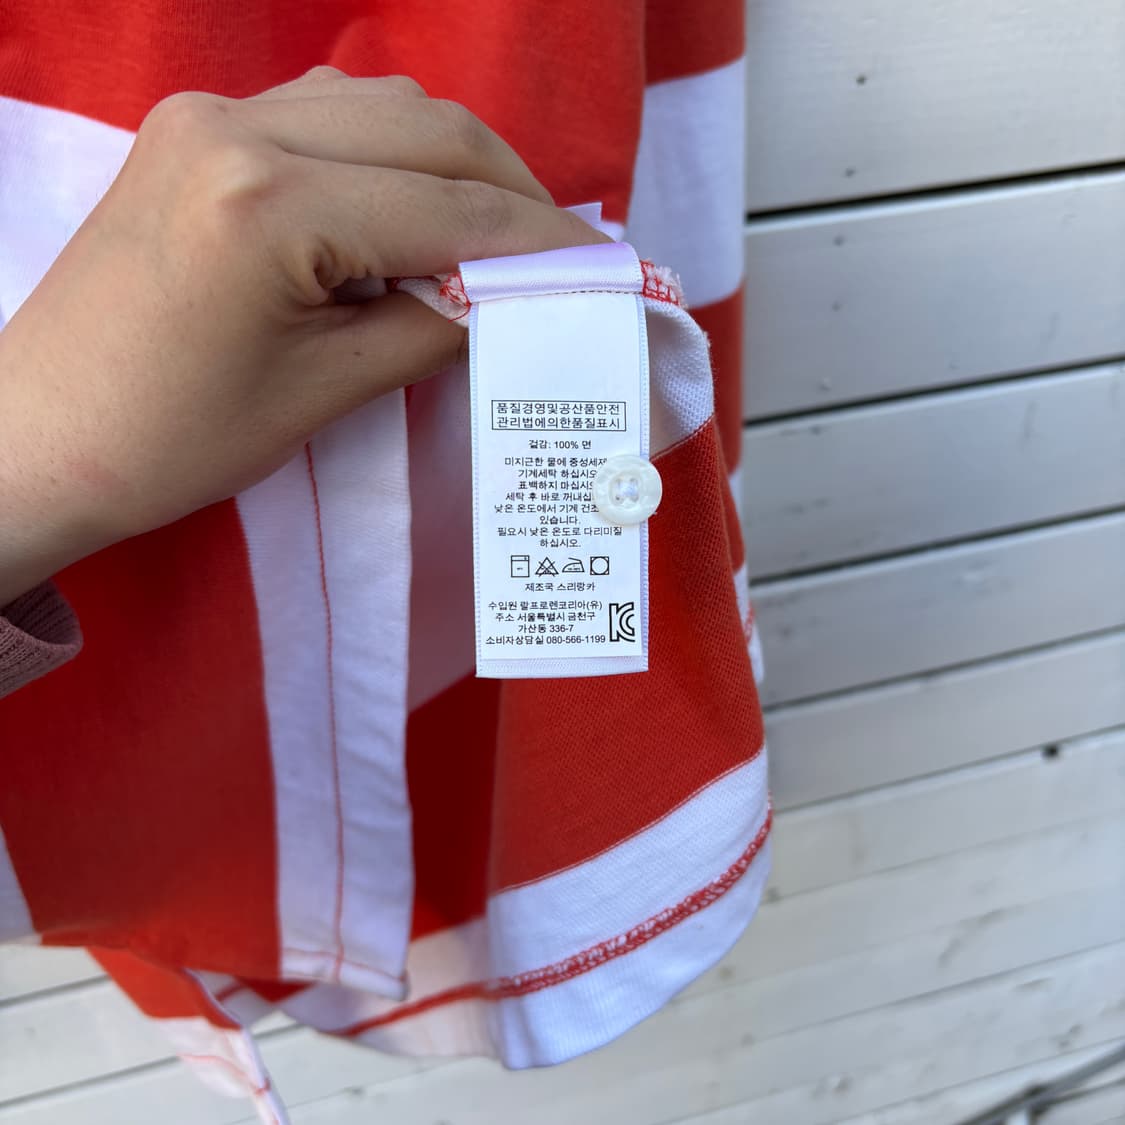 품질경영및공산품안전
관리법에의한품질표시
겉감: 100% 면
미지근한 물에 중성세제
기계세탁 하십시오
표백하지 마십시오
세탁 후 바로 꺼내십
낮은 온도에서 기계 건조
있습니다.
필요시 낮은 온도로 다리미질
하십시오.
제조국 스리랑카
수입원 랄프로렌코리아(유)
주소 서울특별시 금천구
가산동 336-7
소비자상담실 080-566-1199